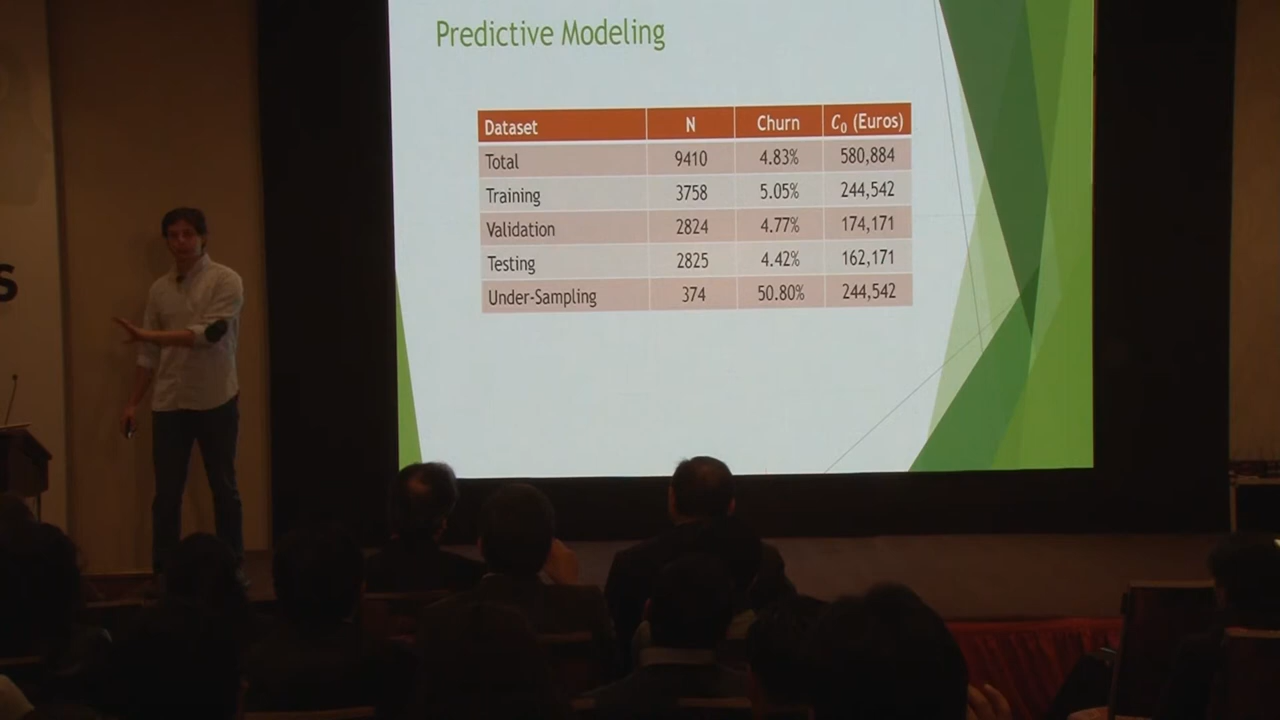 Predictive Modeling
Dataset N Churn C₀ (Euros)
Total 9410 4.83% 580,884
Training 3758 5.05% 244,542
Validation 2824 4.77% 174,171
Testing 2825 4.42% 162,171
Under-Sampling 374 50.80% 244,542
s